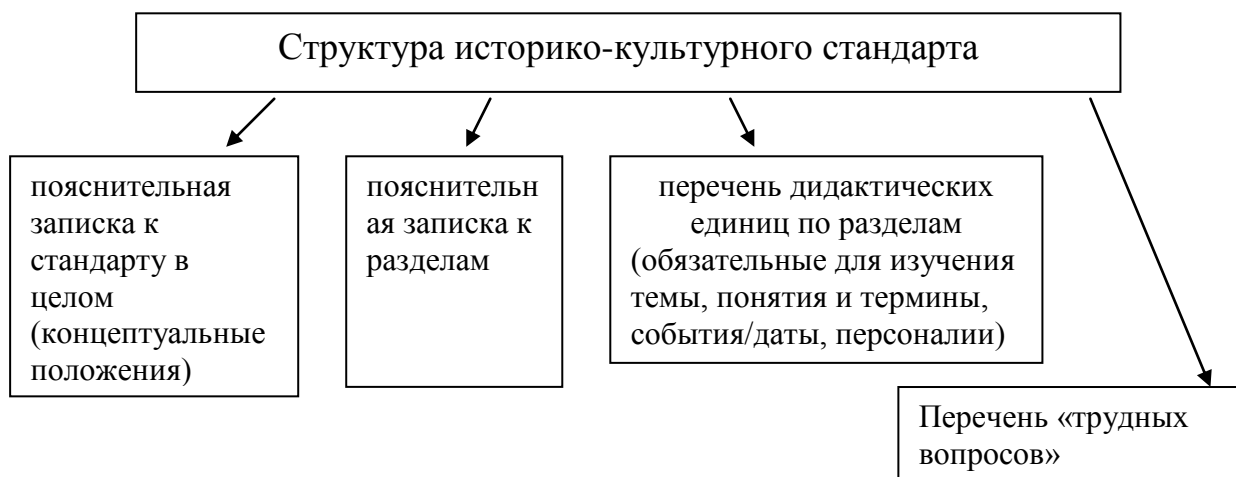 Структура историко-культурного стандарта
пояснительная
записка к
стандарту в
целом
(концептуальные
положения)
пояснительн
ая записка к
разделам
перечень дидактических
единиц по разделам
(обязательные для изучения
темы, понятия и термины,
события/даты, персоналии)
Перечень «трудных
вопросов»